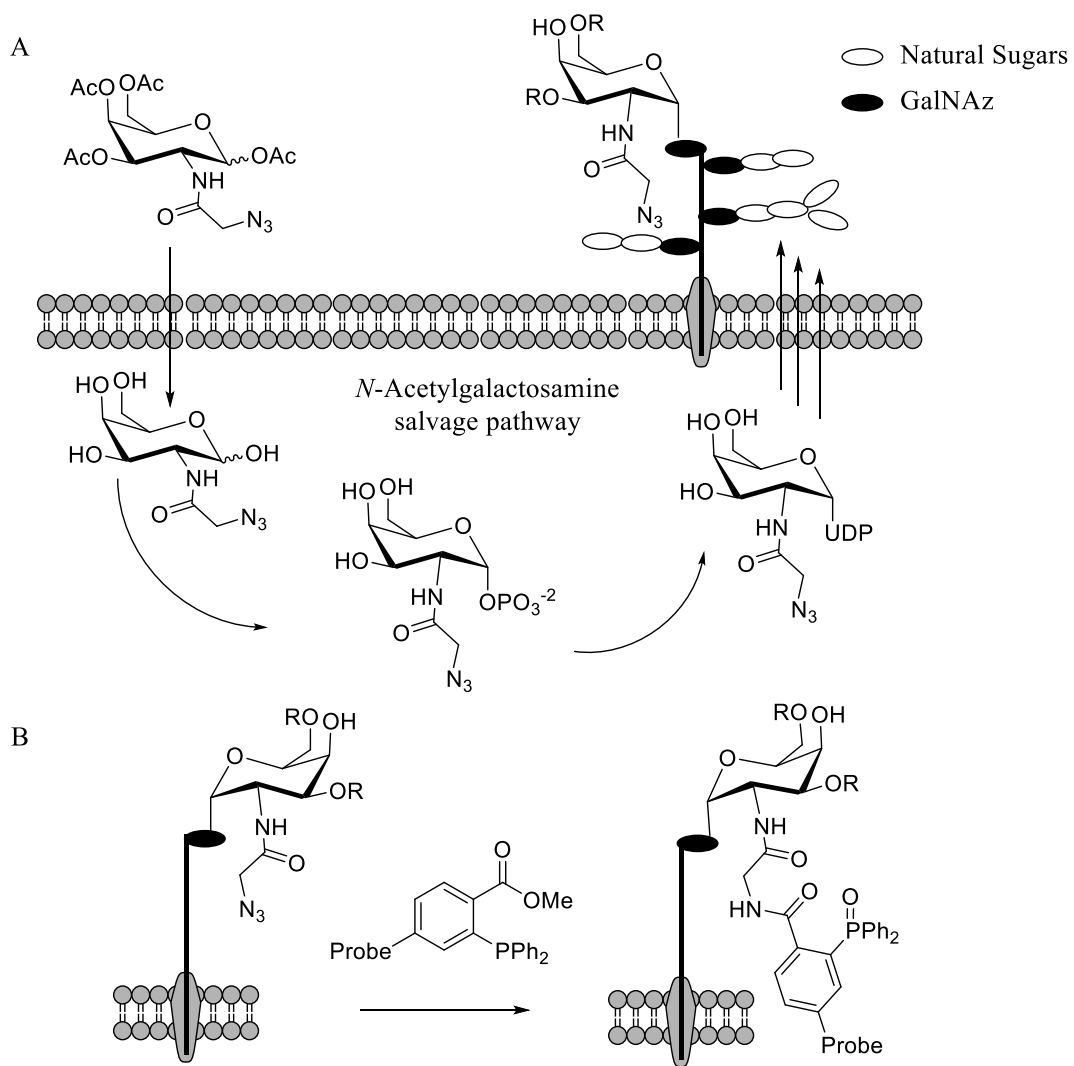 A
AcO OAc
O
AcO
OAc
NH
O
N3
HO OR
O
RO
HN
O
N3
Natural Sugars
GalNAz
N-Acetylgalactosamine
salvage pathway
HO OH
O
HO
OH
NH
O
N3
HO OH
O
HO
HN
OPO3-2
O
N3
HO OH
O
HO
HN
UDP
O
N3
B
RO OH
O
OR
NH
O
N3
O
OMe
Probe
PPh2
RO OH
O
OR
NH
O
HN
O
O
PPh2
Probe